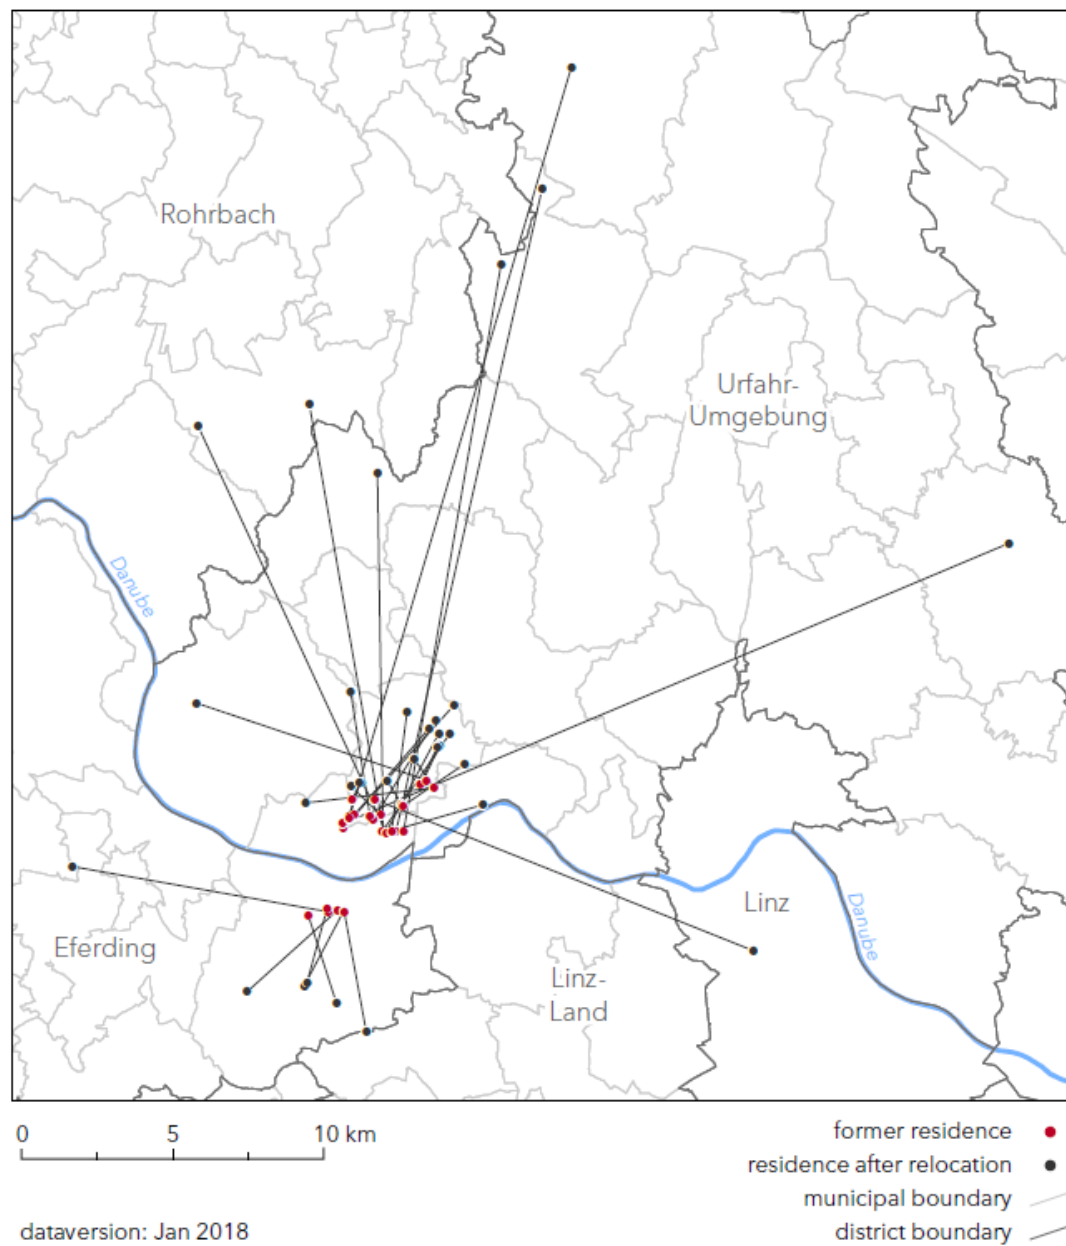 Rohrbach
Urfahr-
Umgebung
Danube
Linz
Danube
Eferding
Linz-
Land
0 5 10 km
former residence
residence after relocation
municipal boundary
dataversion: Jan 2018
district boundary